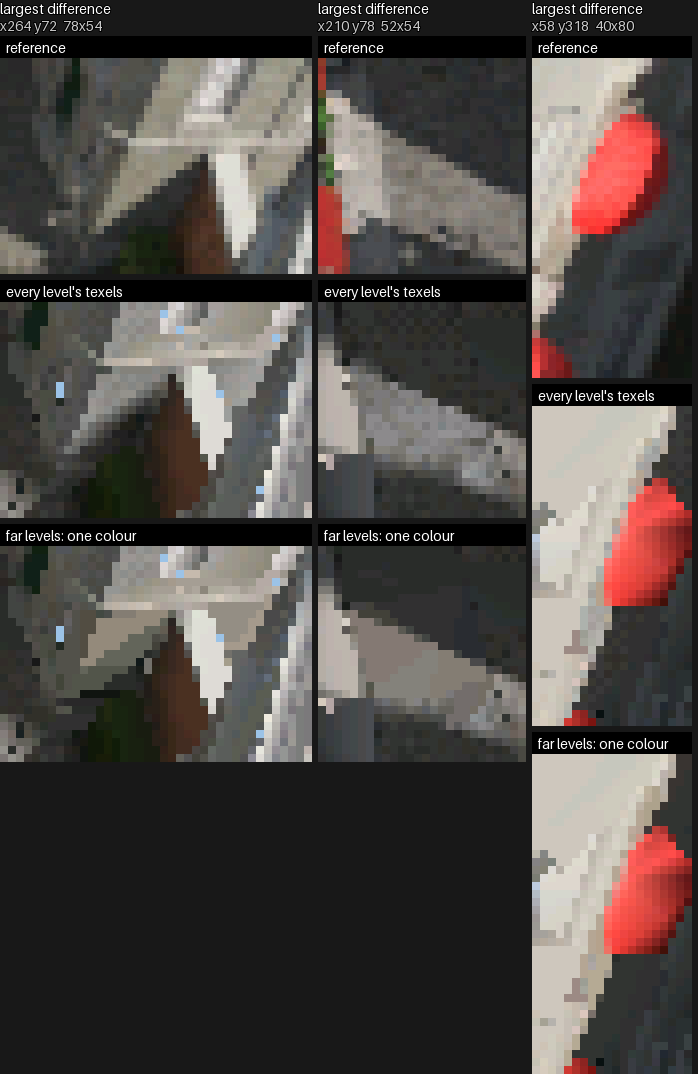 largest difference
x264 y72 78x54
reference
every level's texels
far levels: one colour
largest difference
x210 y78 52x54
reference
every level's texels
far levels: one colour
largest difference
x58 y318 40x80
reference
every level's texels
far levels: one colour